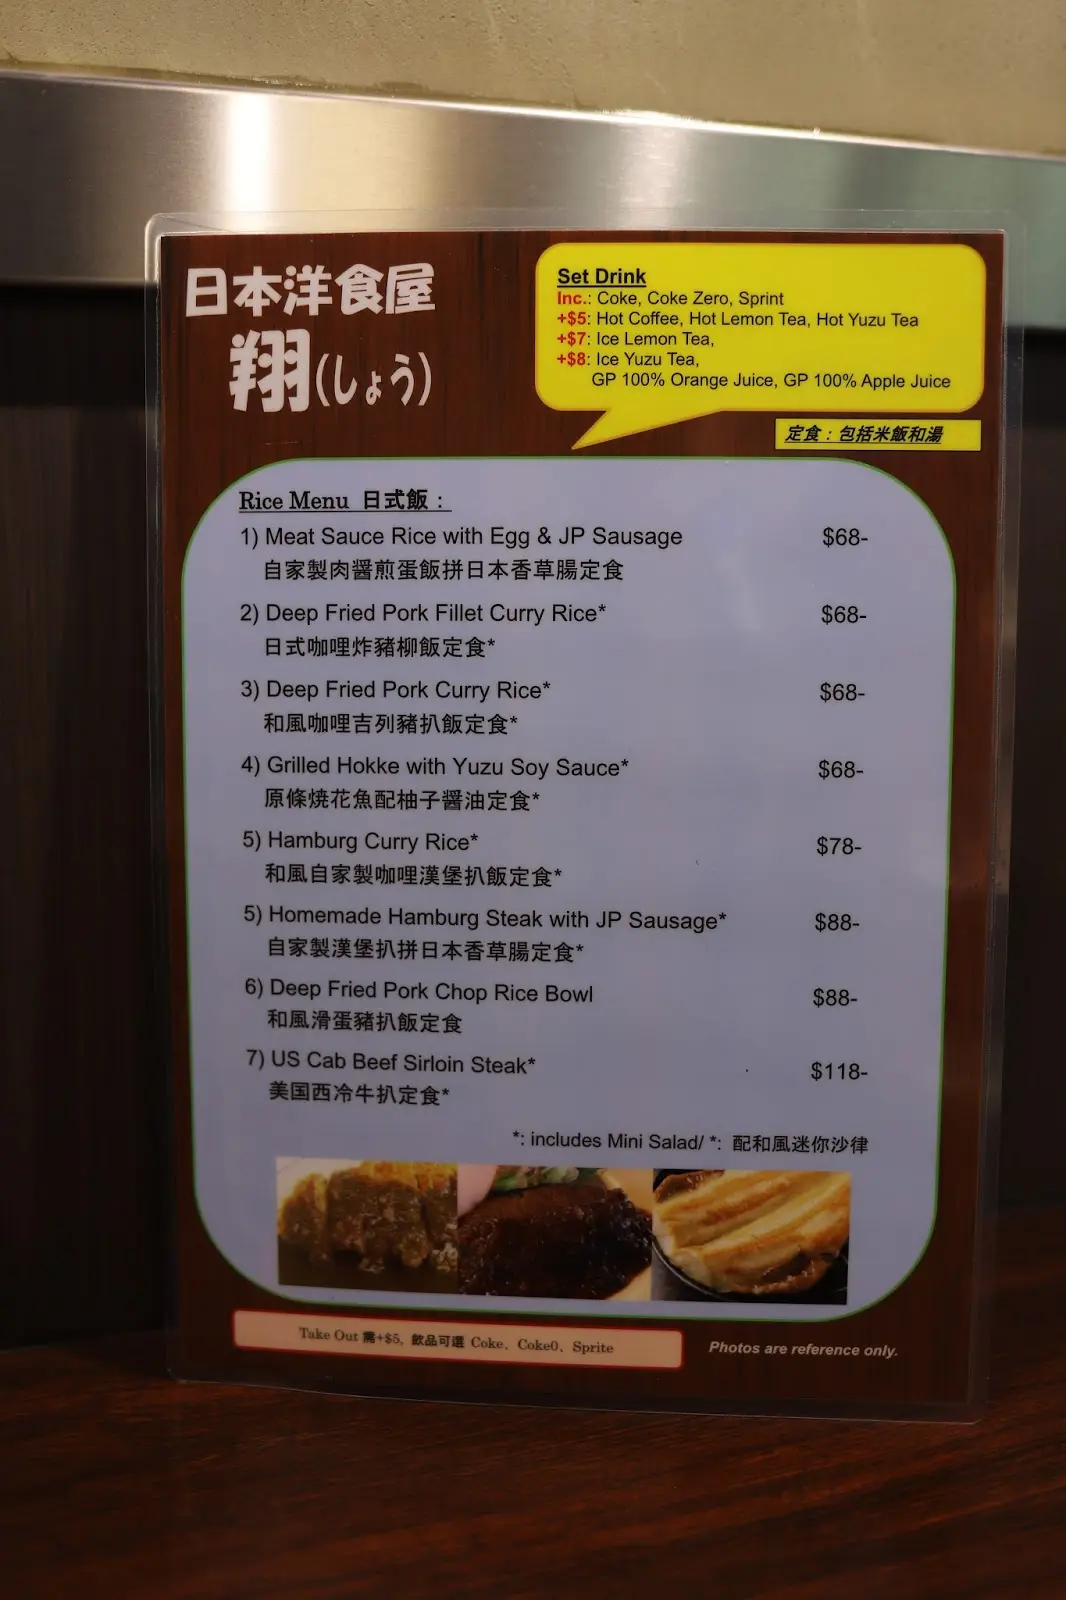 日本洋食屋
翔(しょう)
Set Drink
Inc.: Coke, Coke Zero, Sprint
+$5: Hot Coffee, Hot Lemon Tea, Hot Yuzu Tea
+$7: Ice Lemon Tea,
+$8: Ice Yuzu Tea,
GP 100% Orange Juice, GP 100% Apple Juice
定食：包括米飯和湯
Rice Menu 日式飯：
1) Meat Sauce Rice with Egg & JP Sausage $68-
自家製肉醬煎蛋飯拼日本香草腸定食
2) Deep Fried Pork Fillet Curry Rice* $68-
日式咖哩炸豬柳飯定食*
3) Deep Fried Pork Curry Rice* $68-
和風咖哩吉列豬扒飯定食*
4) Grilled Hokke with Yuzu Soy Sauce* $68-
原條焼花魚配柚子醬油定食*
5) Hamburg Curry Rice* $78-
和風自家製咖哩漢堡扒飯定食*
5) Homemade Hamburg Steak with JP Sausage* $88-
自家製漢堡扒拼日本香草腸定食*
6) Deep Fried Pork Chop Rice Bowl $88-
和風滑蛋豬扒飯定食
7) US Cab Beef Sirloin Steak* $118-
美国西冷牛扒定食*
*: includes Mini Salad/ *: 配和風迷你沙律
Take Out 需+$5, 飲品可選 Coke、Coke0、Sprite
Photos are reference only.